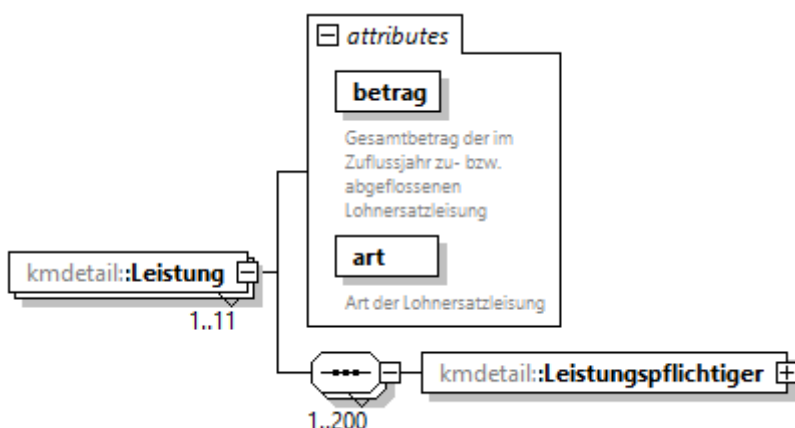 attributes
betrag
Gesamtbetrag der im
Zuflussjahr zu- bzw.
abgeflossenen
Lohnersatzleisung
art
Art der Lohnersatzleisung
kmdetail::Leistung
1..11
kmdetail::Leistungspflichtiger
1..200